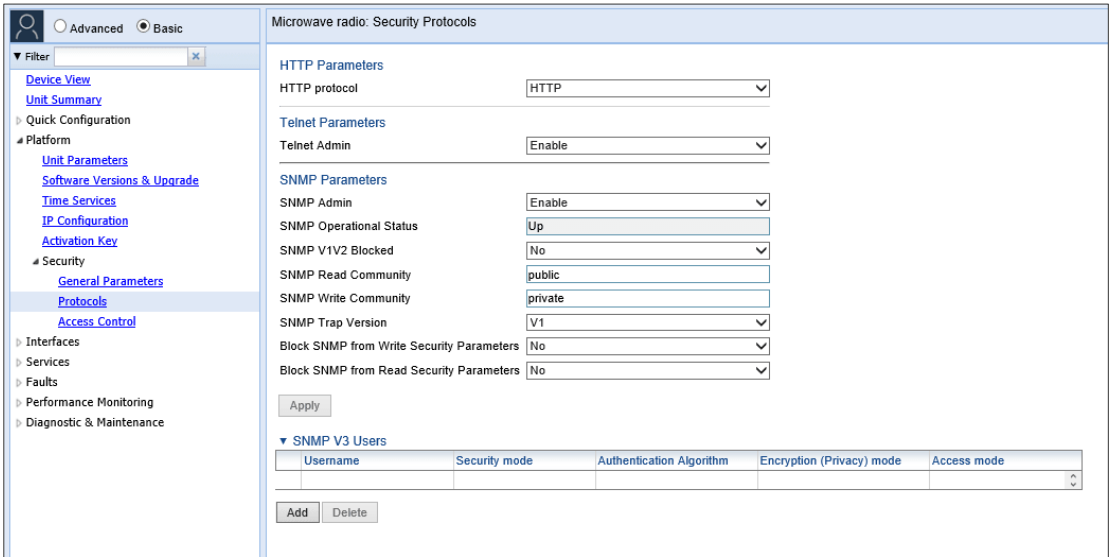 Advanced Basic
Filter
Device View
Unit Summary
Quick Configuration
Platform
Unit Parameters
Software Versions & Upgrade
Time Services
IP Configuration
Activation Key
Security
General Parameters
Protocols
Access Control
Interfaces
Services
Faults
Performance Monitoring
Diagnostic & Maintenance
Microwave radio: Security Protocols
HTTP Parameters
HTTP protocol HTTP
Telnet Parameters
Telnet Admin Enable
SNMP Parameters
SNMP Admin Enable
SNMP Operational Status Up
SNMP V1V2 Blocked No
SNMP Read Community public
SNMP Write Community private
SNMP Trap Version V1
Block SNMP from Write Security Parameters No
Block SNMP from Read Security Parameters No
Apply
SNMP V3 Users
Username Security mode Authentication Algorithm Encryption (Privacy) mode Access mode
Add Delete